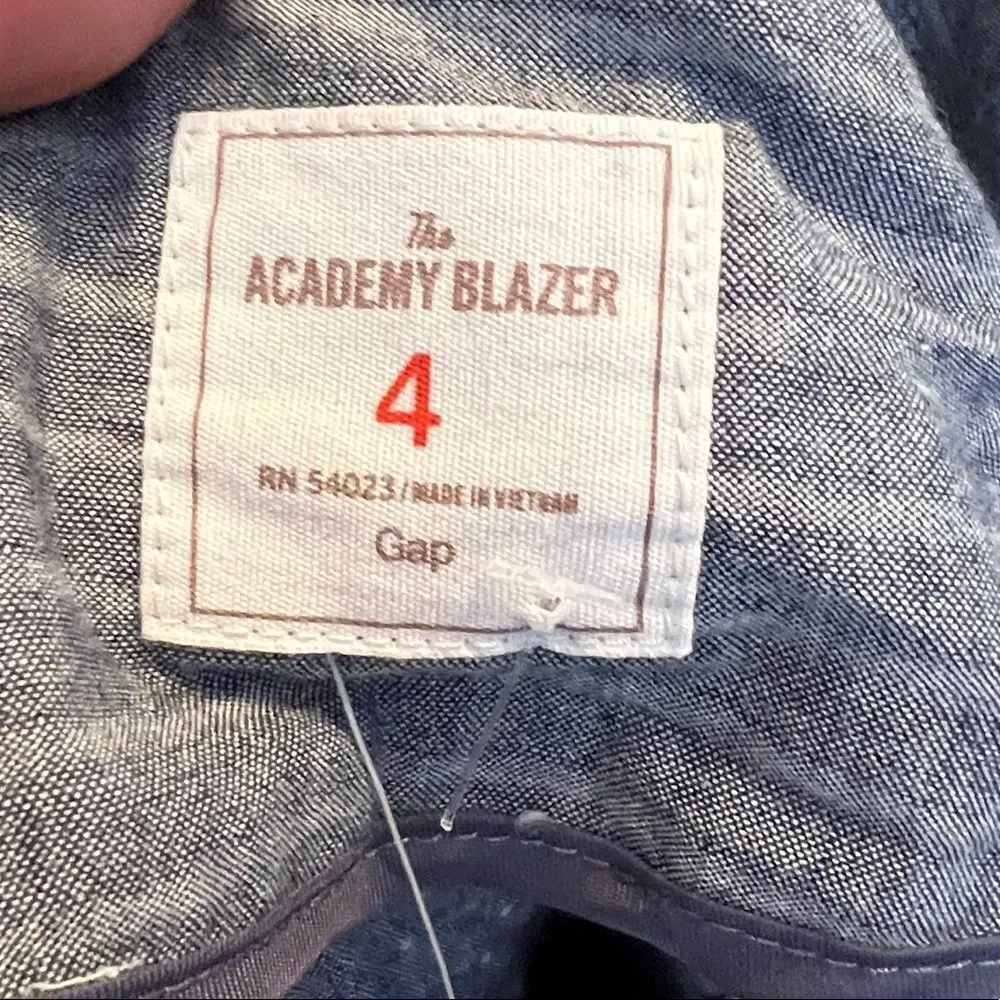 The
ACADEMY BLAZER
4
RN 54023 / MADE IN VIETNAM
Gap